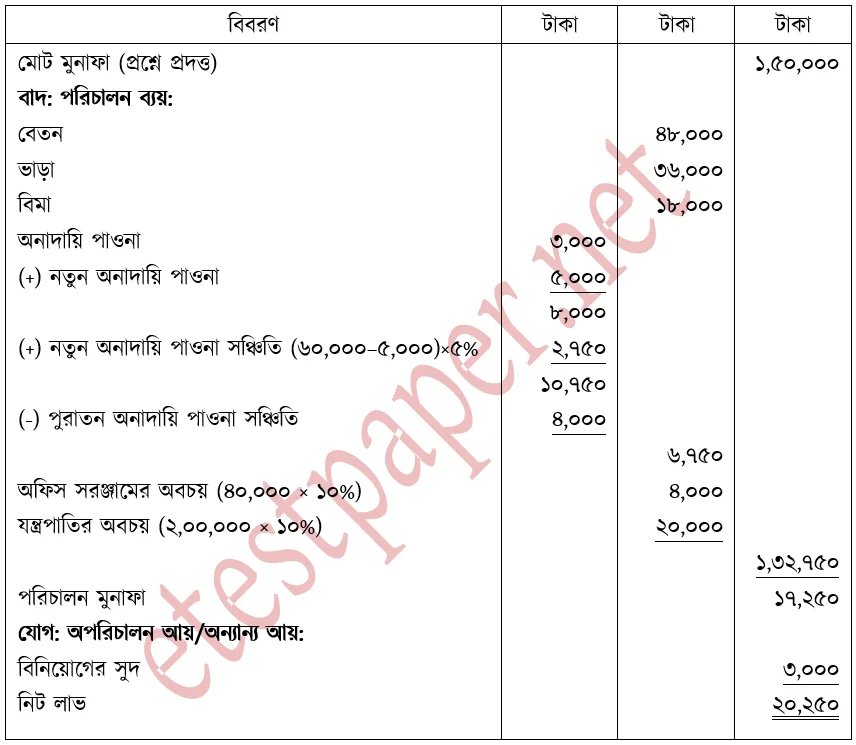 বিবরণ টাকা টাকা টাকা
মোট মুনাফা (প্রশ্নে প্রদত্ত) ১,৫০,০০০
বাদ: পরিচালন ব্যয়:
বেতন ৪৮,০০০
ভাড়া ৩৬,০০০
বিমা ১৮,০০০
অনাদায়ি পাওনা ৩,০০০
(+) নতুন অনাদায়ি পাওনা ৫,০০০
৮,০০০
(+) নতুন অনাদায়ি পাওনা সঞ্চিতি (৬০,০০০–৫,০০০)×৫% ২,৭৫০
১০,৭৫০
(-) পুরাতন অনাদায়ি পাওনা সঞ্চিতি ৪,০০০
৬,৭৫০
অফিস সরঞ্জামের অবচয় (৪০,০০০ × ১০%) ৪,০০০
যন্ত্রপাতির অবচয় (২,০০,০০০ × ১০%) ২০,০০০
১,৩২,৭৫০
পরিচালন মুনাফা ১৭,২৫০
যোগ: অপরিচালন আয়/অন্যান্য আয়:
বিনিয়োগের সুদ ৩,০০০
নিট লাভ ২০,২৫০
etestpaper.net